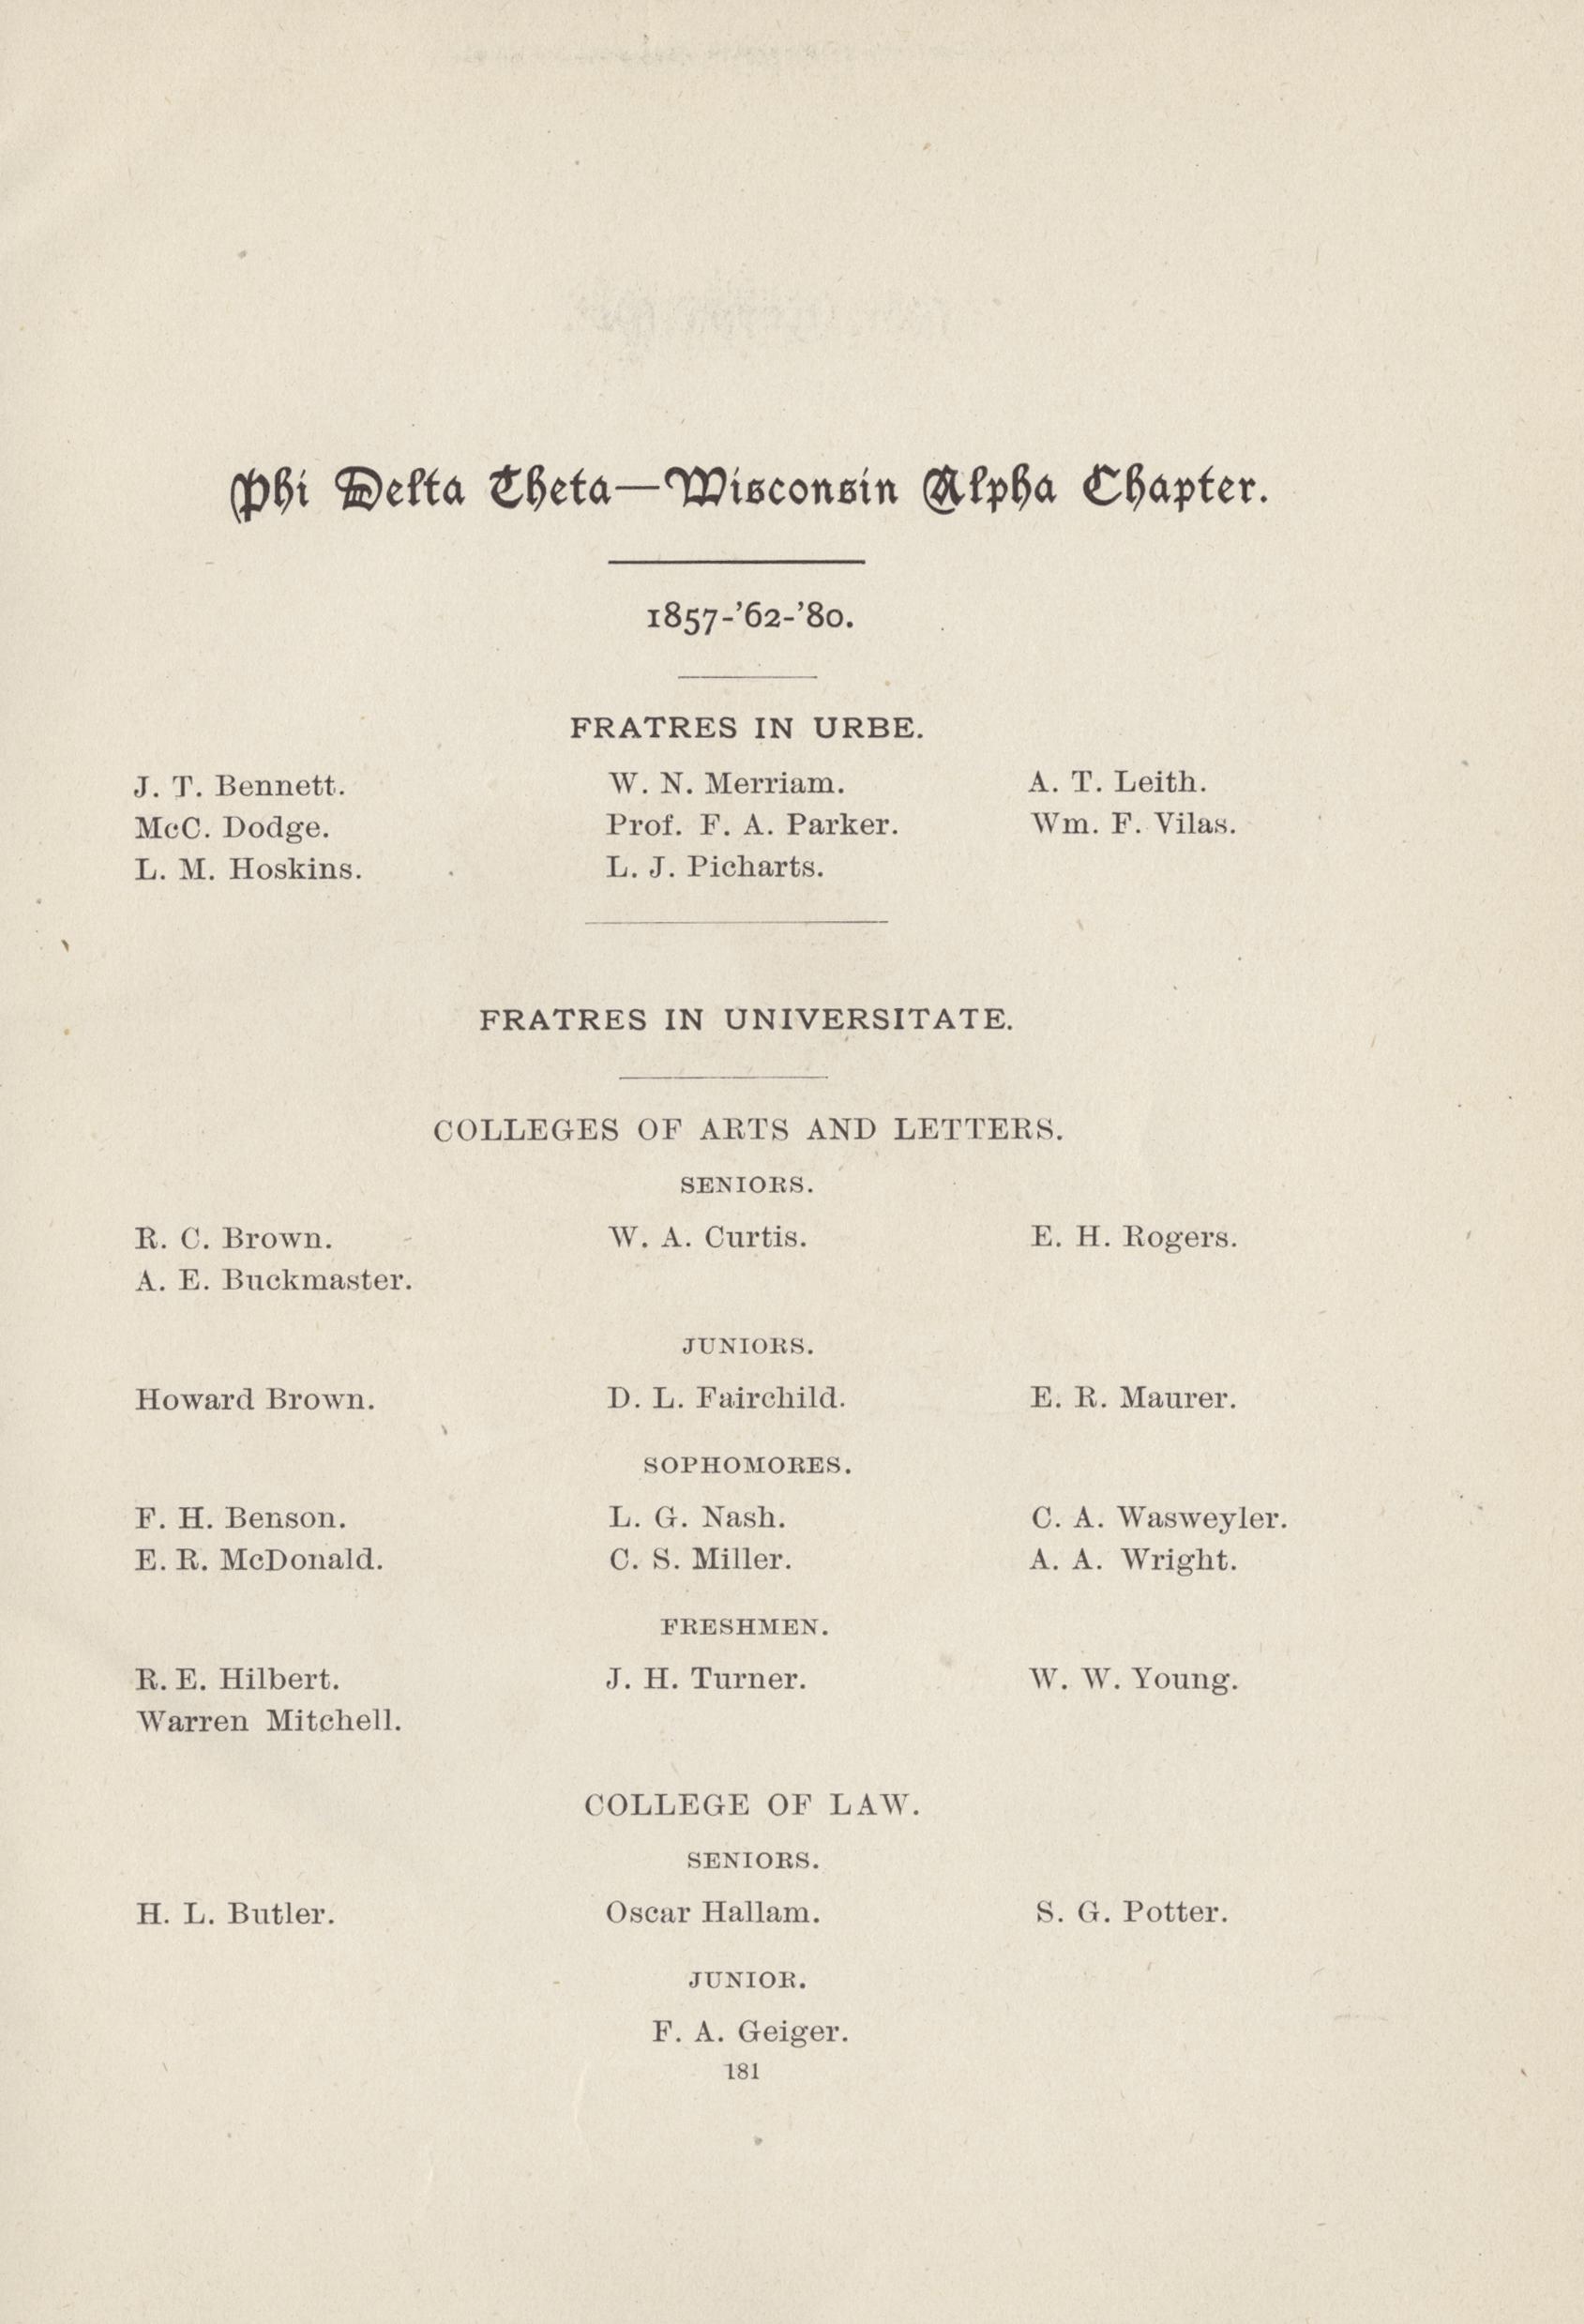 Phi Delta Theta—Wisconsin Alpha Chapter.
1857-'62-'80.
FRATRES IN URBE.
J. T. Bennett. W. N. Merriam. A. T. Leith.
McC. Dodge. Prof. F. A. Parker. Wm. F. Vilas.
L. M. Hoskins. L. J. Picharts.
FRATRES IN UNIVERSITATE.
COLLEGES OF ARTS AND LETTERS.
SENIORS.
R. C. Brown. W. A. Curtis. E. H. Rogers.
A. E. Buckmaster.
JUNIORS.
Howard Brown. D. L. Fairchild. E. R. Maurer.
SOPHOMORES.
F. H. Benson. L. G. Nash. C. A. Wasweyler.
E. R. McDonald. C. S. Miller. A. A. Wright.
FRESHMEN.
R. E. Hilbert. J. H. Turner. W. W. Young.
Warren Mitchell.
COLLEGE OF LAW.
SENIORS.
H. L. Butler. Oscar Hallam. S. G. Potter.
JUNIOR.
F. A. Geiger.
181